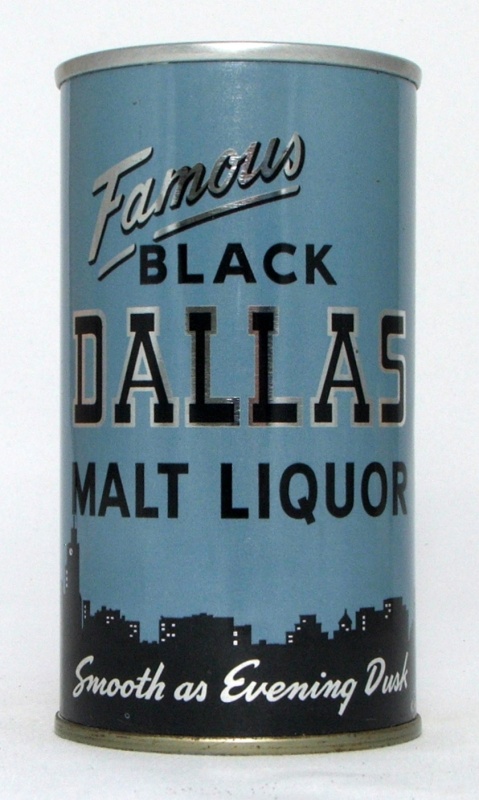 Famous
BLACK
DALLAS
MALT LIQUOR
Smooth as Evening Dusk